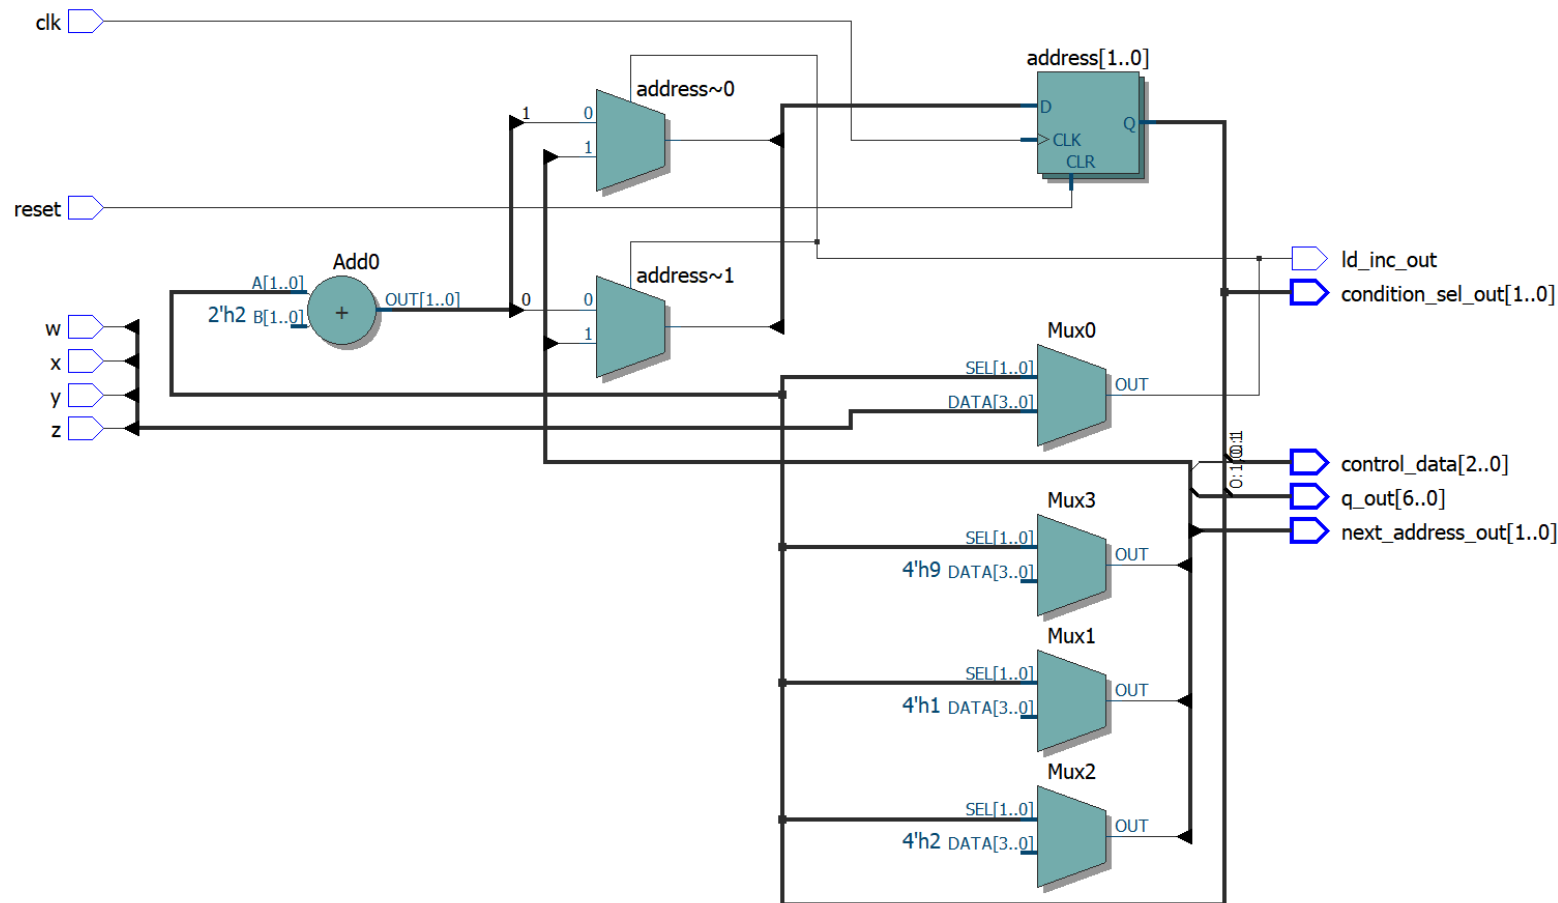 clk
address[1..0]
address~0
1
0
1
D
Q
CLK
CLR
reset
address~1
Add0
A[1..0]
OUT[1..0]
+
2'h2
B[1..0]
0
0
1
ld_inc_out
condition_sel_out[1..0]
w
x
y
z
Mux0
SEL[1..0]
DATA[3..0]
OUT
control_data[2..0]
q_out[6..0]
next_address_out[1..0]
Mux3
SEL[1..0]
4'h9
DATA[3..0]
OUT
Mux1
SEL[1..0]
4'h1
DATA[3..0]
OUT
Mux2
SEL[1..0]
4'h2
DATA[3..0]
OUT